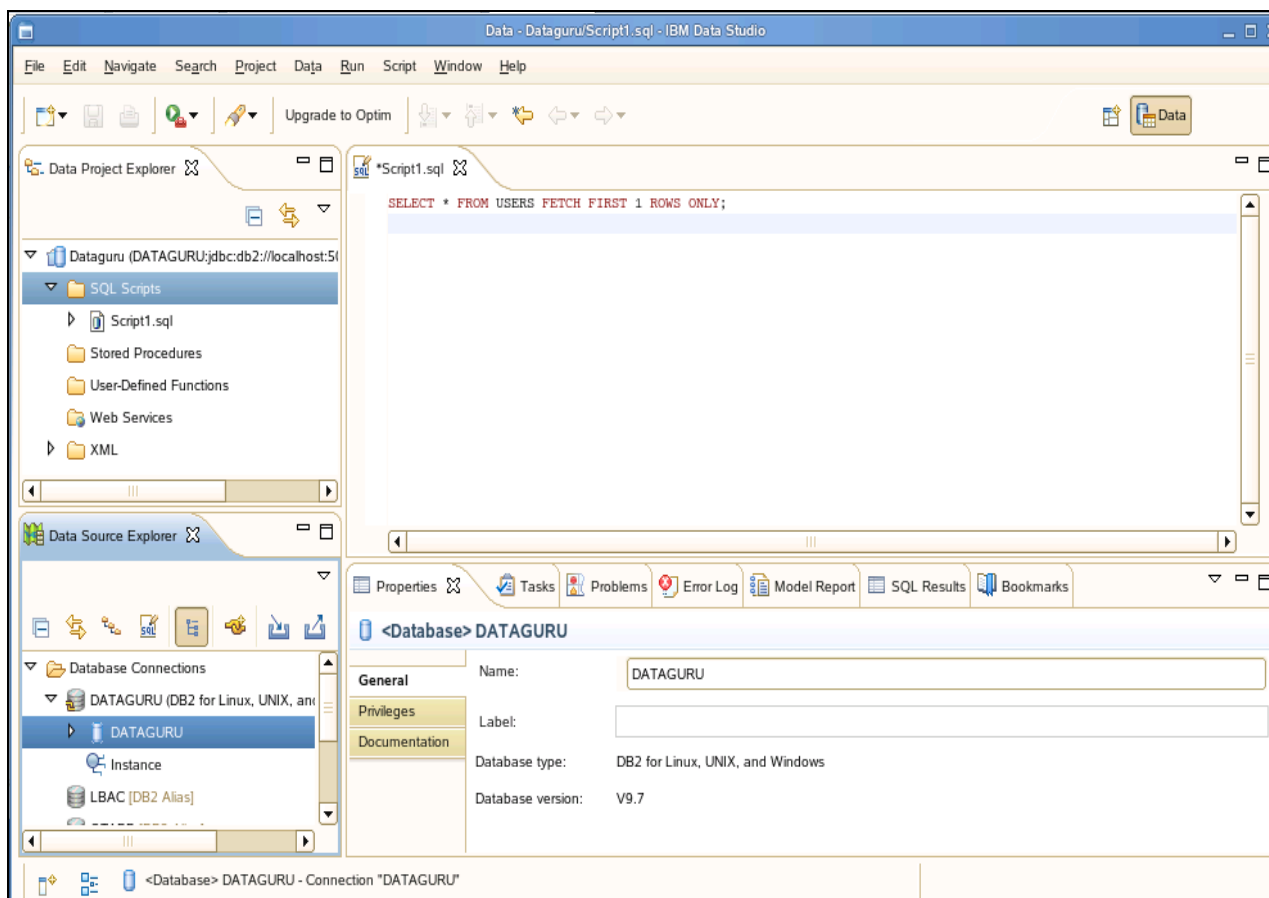 Data - Dataguru/Script1.sql - IBM Data Studio
File Edit Navigate Search Project Data Run Script Window Help
Upgrade to Optim
Data
Data Project Explorer
Dataguru (DATAGURU:jdbc:db2://localhost:50
SQL Scripts
Script1.sql
Stored Procedures
User-Defined Functions
Web Services
XML
*Script1.sql
SELECT * FROM USERS FETCH FIRST 1 ROWS ONLY;
Data Source Explorer
Database Connections
DATAGURU (DB2 for Linux, UNIX, and
DATAGURU
Instance
LBAC [DB2 Alias]
Properties Tasks Problems Error Log Model Report SQL Results Bookmarks
<Database> DATAGURU
General
Privileges
Documentation
Name: DATAGURU
Label:
Database type: DB2 for Linux, UNIX, and Windows
Database version: V9.7
<Database> DATAGURU - Connection "DATAGURU"